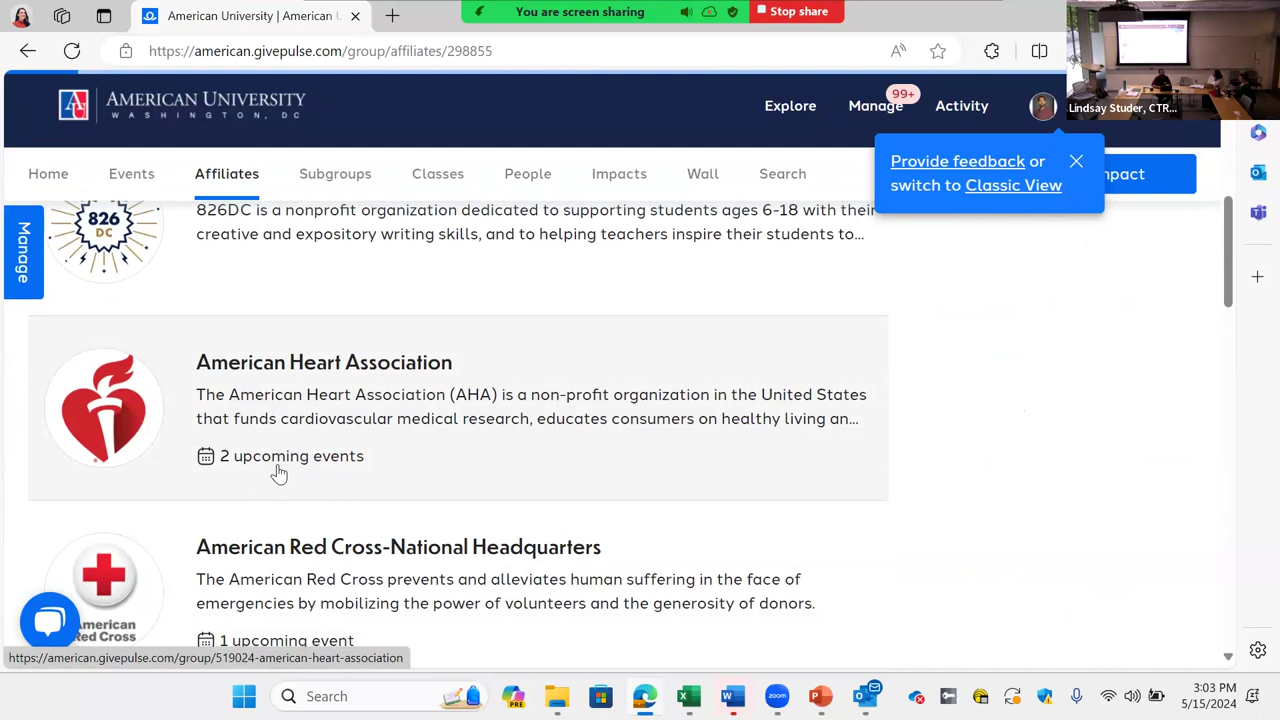 American University | American U
You are screen sharing
Stop share
https://american.givepulse.com/group/affiliates/298855
Lindsay Studer, CTR...
AMERICAN UNIVERSITY
WASHINGTON, DC
Explore
Manage
99+
Activity
Provide feedback or
switch to Classic View
Home
Events
Affiliates
Subgroups
Classes
People
Impacts
Wall
Search
mpact
Manage
826
DC
826DC is a nonprofit organization dedicated to supporting students ages 6-18 with their
creative and expository writing skills, and to helping teachers inspire their students to...
American Heart Association
The American Heart Association (AHA) is a non-profit organization in the United States
that funds cardiovascular medical research, educates consumers on healthy living an...
2 upcoming events
American Red Cross-National Headquarters
The American Red Cross prevents and alleviates human suffering in the face of
emergencies by mobilizing the power of volunteers and the generosity of donors.
American
Red Cross
1 upcoming event
https://american.givepulse.com/group/519024-american-heart-association
Search
PRE
zoom
3:03 PM
5/15/2024